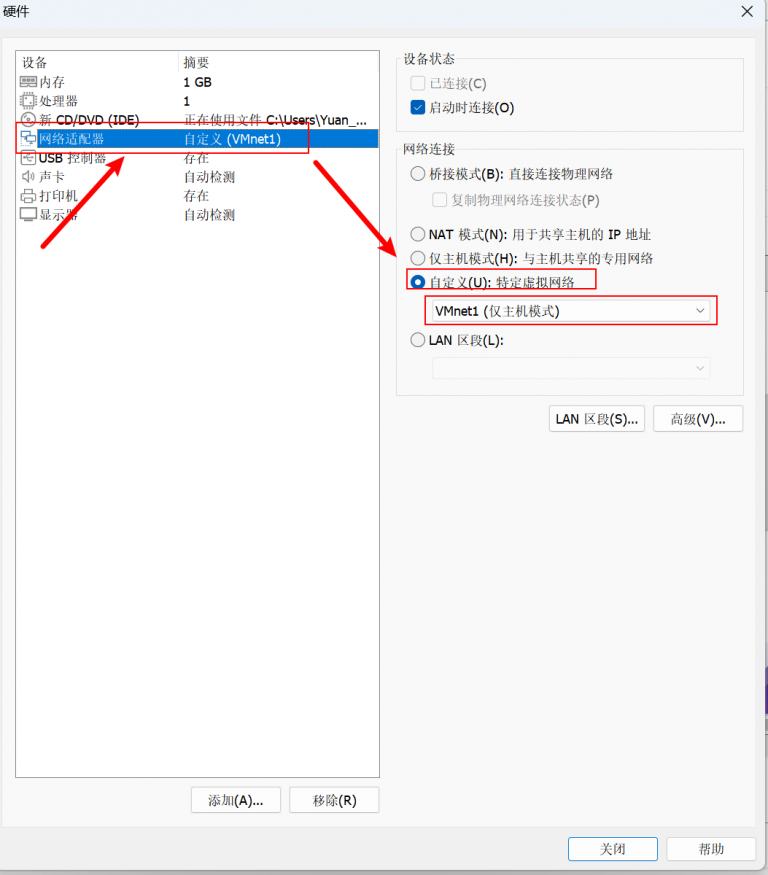 硬件
设备 摘要
内存 1 GB
处理器 1
新 CD/DVD (IDE) 正在使用文件 C:\Users\Yuan_...
网络适配器 自定义 (VMnet1)
USB 控制器 存在
声卡 自动检测
打印机 存在
显示器 自动检测
添加(A)...
移除(R)
设备状态
已连接(C)
启动时连接(O)
网络连接
桥接模式(B): 直接连接物理网络
复制物理网络连接状态(P)
NAT 模式(N): 用于共享主机的 IP 地址
仅主机模式(H): 与主机共享的专用网络
自定义(U): 特定虚拟网络
VMnet1 (仅主机模式)
LAN 区段(L):
LAN 区段(S)...
高级(V)...
关闭
帮助